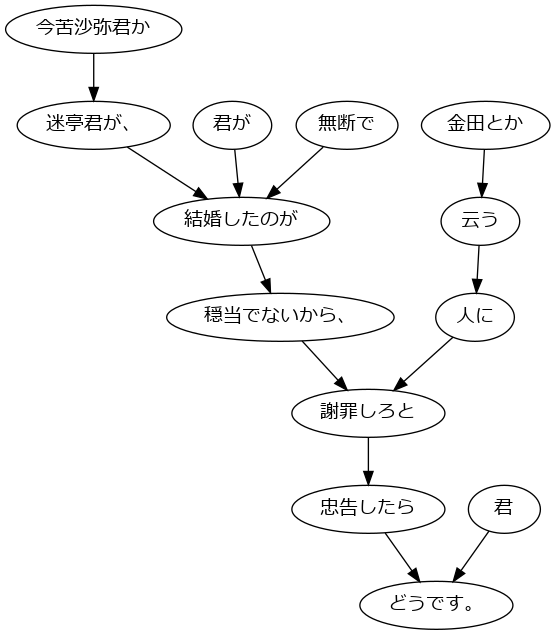 今苦沙弥君か
迷亭君が、
君が
無断で
金田とか
結婚したのが
云う
穏当でないから、
人に
謝罪しろと
忠告したら
君
どうです。